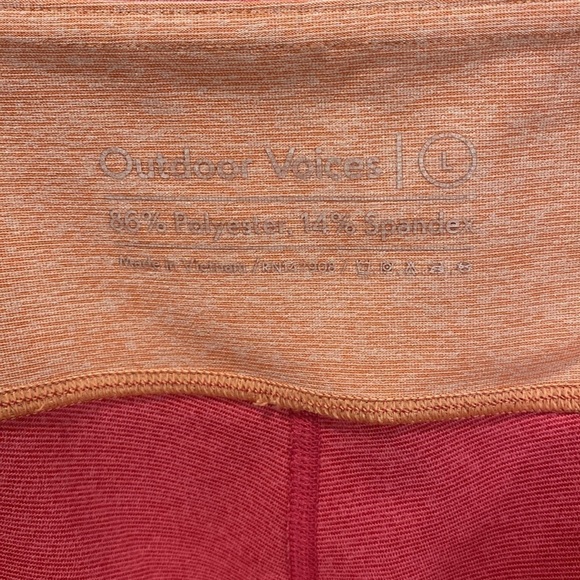 Outdoor Voices | L
86% Polyester, 14% Spandex
Made in Vietnam /